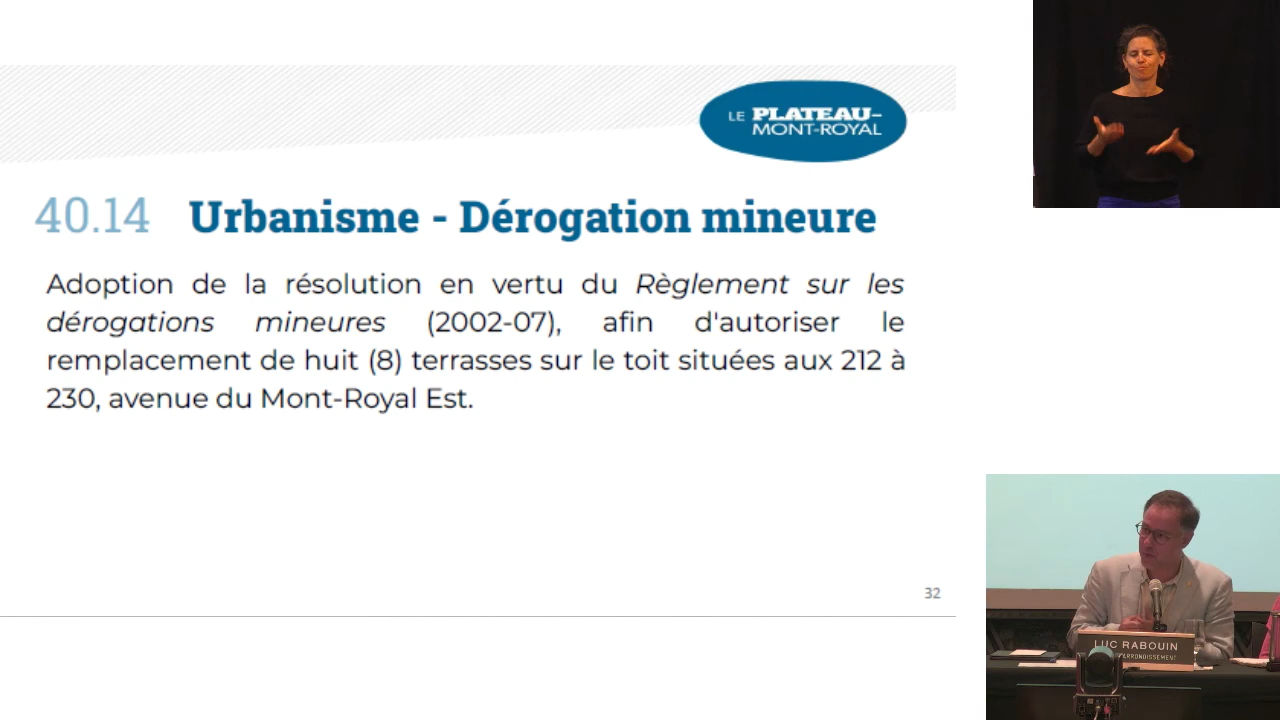 LE PLATEAU-
MONT-ROYAL
40.14 Urbanisme - Dérogation mineure
Adoption de la résolution en vertu du Règlement sur les
dérogations mineures (2002-07), afin d'autoriser le
remplacement de huit (8) terrasses sur le toit situées aux 212 à
230, avenue du Mont-Royal Est.
32
LUC RABOUIN
ARRONDISSEMENT